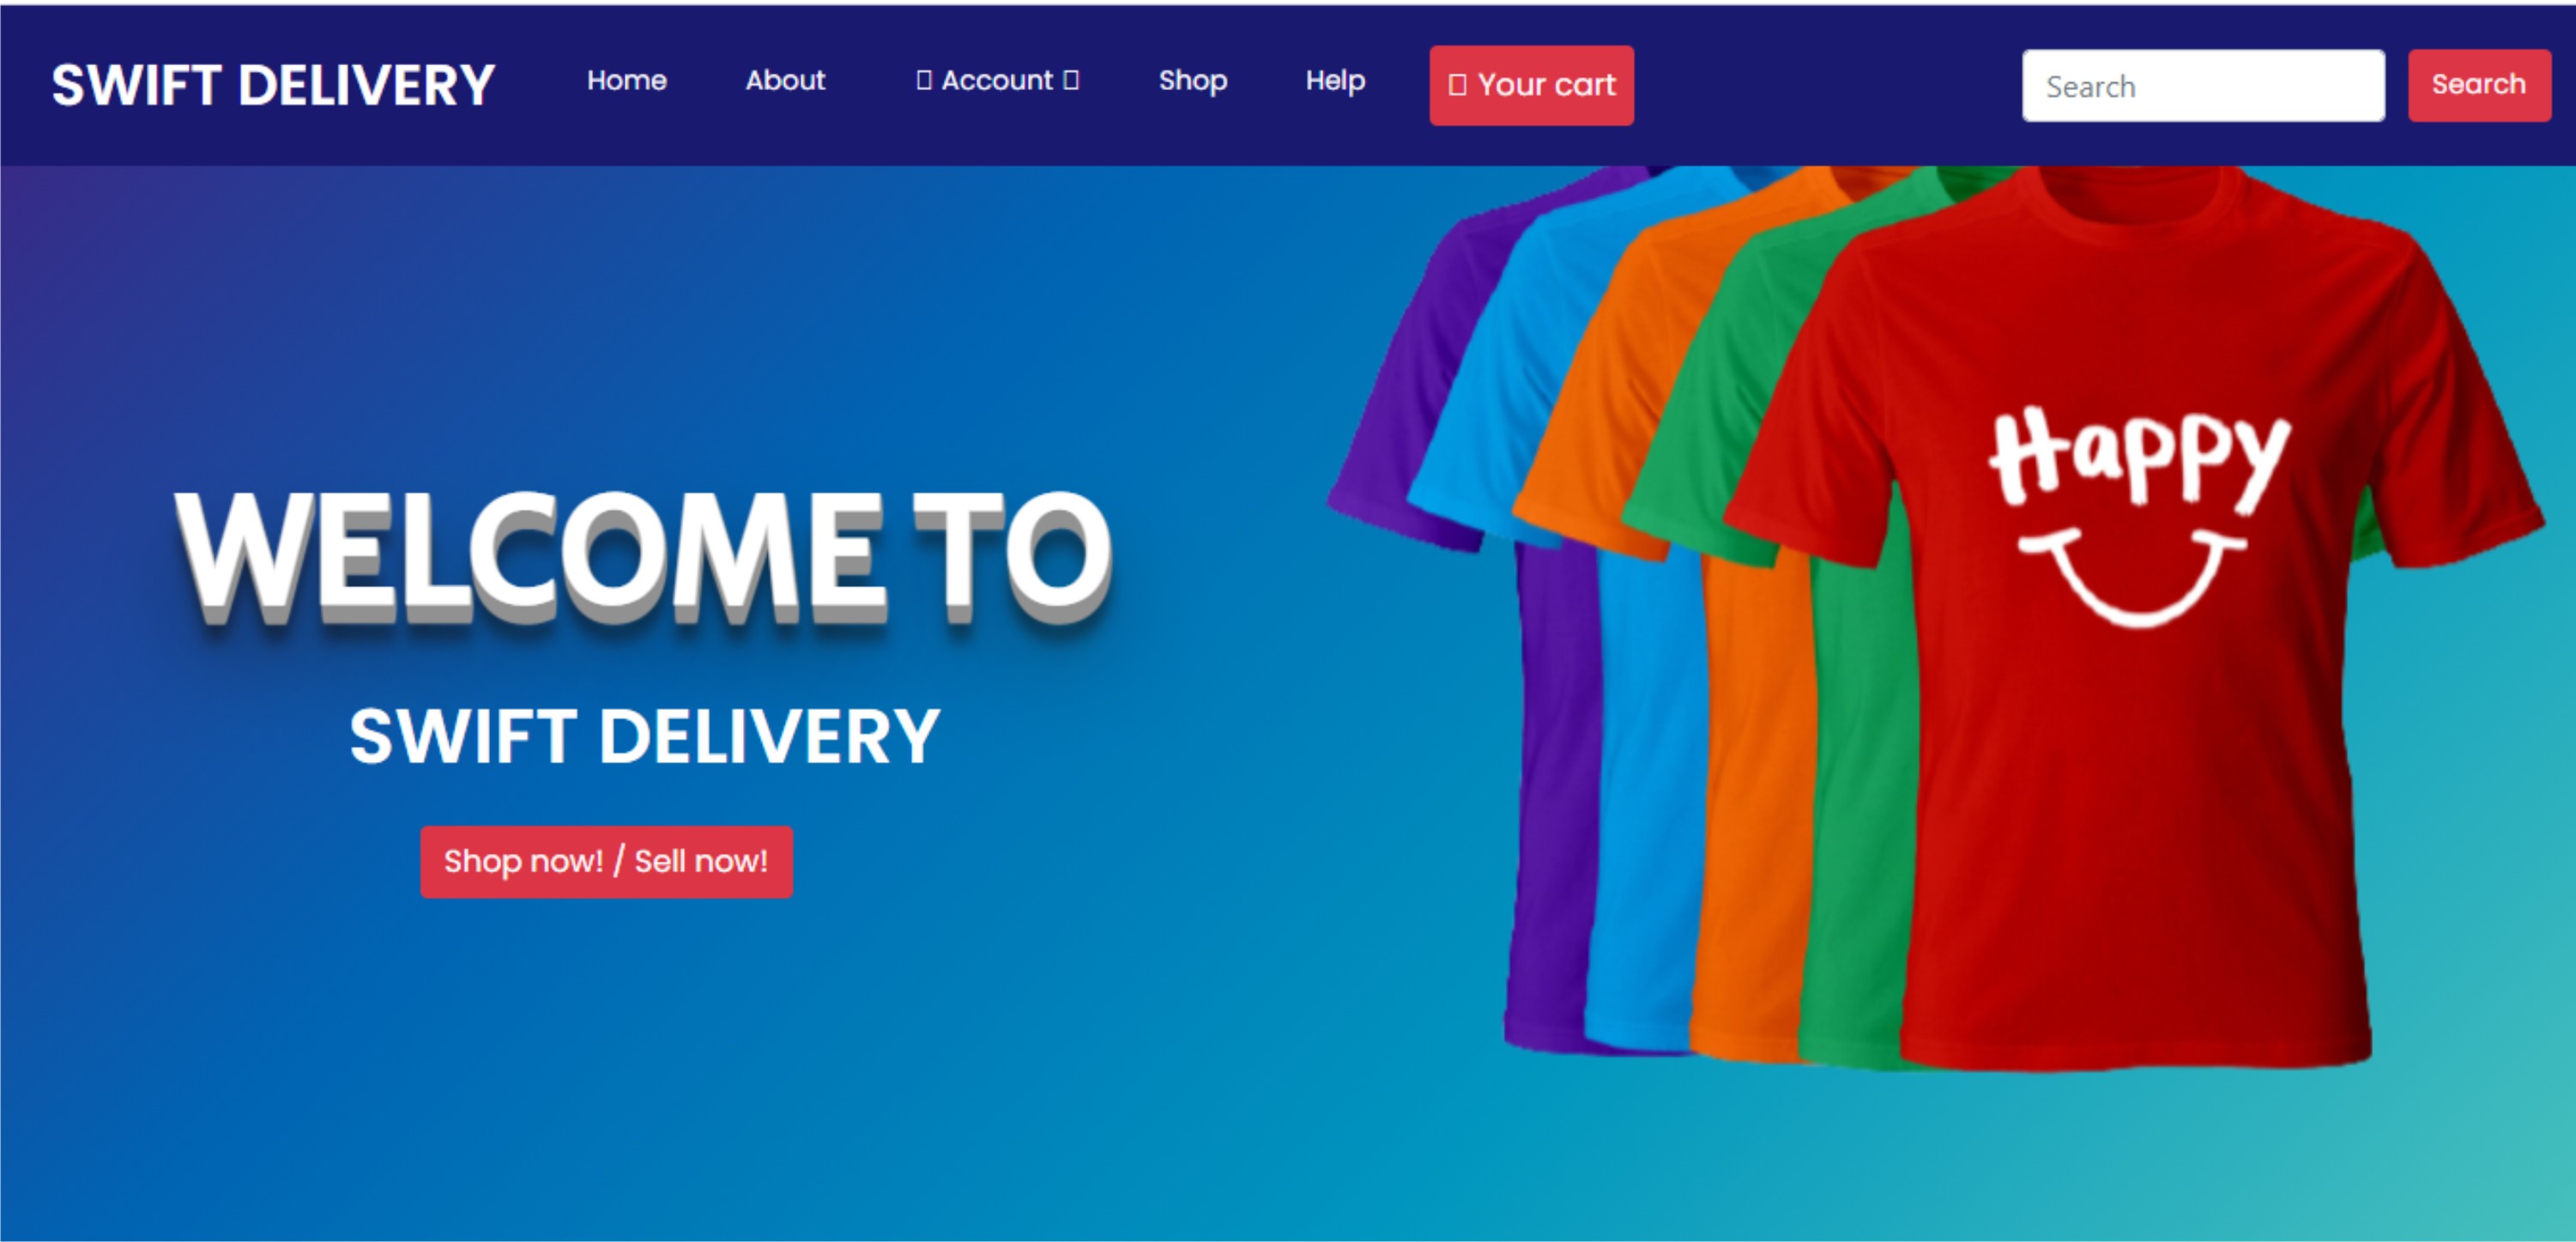 SWIFT DELIVERY
Home
About
Account
Shop
Help
Your cart
Search
Search
WELCOME TO
SWIFT DELIVERY
Shop now! / Sell now!
Happy